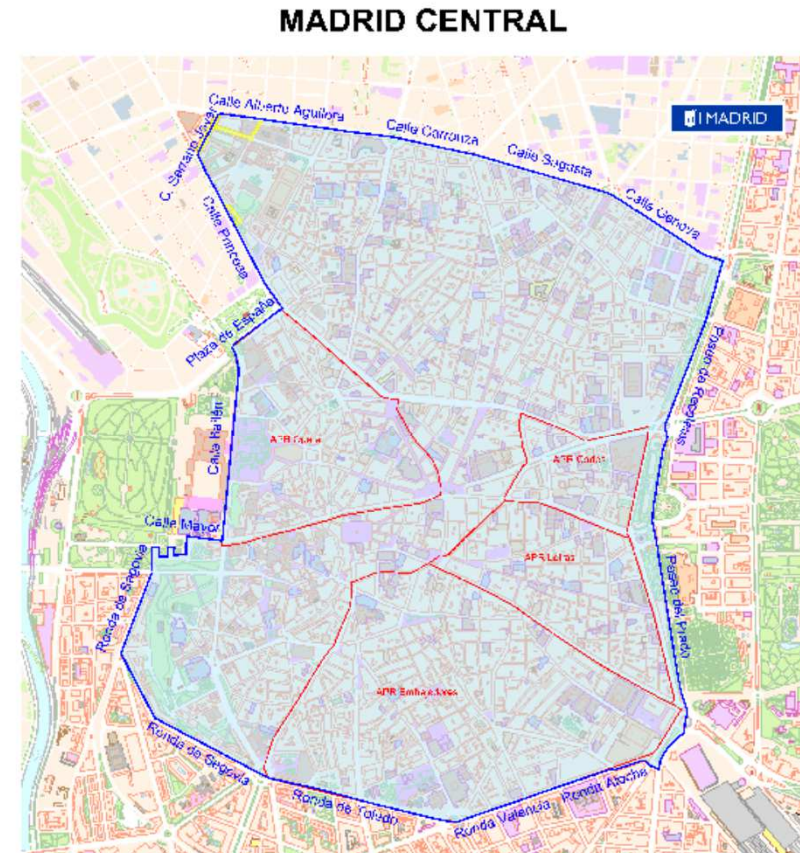 MADRID CENTRAL
Calle Alberto Aguilera
Calle Carranza
MADRID
Calle Sagasta
C. Serrano Jover
Calle Génova
Calle Princesa
Plaza de España
Paseo de Recoletos
Calle Bailén
APR Opera
APR Cortes
Calle Mayor
Ronda de Segovia
APR Letras
Paseo del Prado
APR Embajadores
Ronda de Segovia
Ronda de Toledo
Ronda Valencia
Ronda Atocha